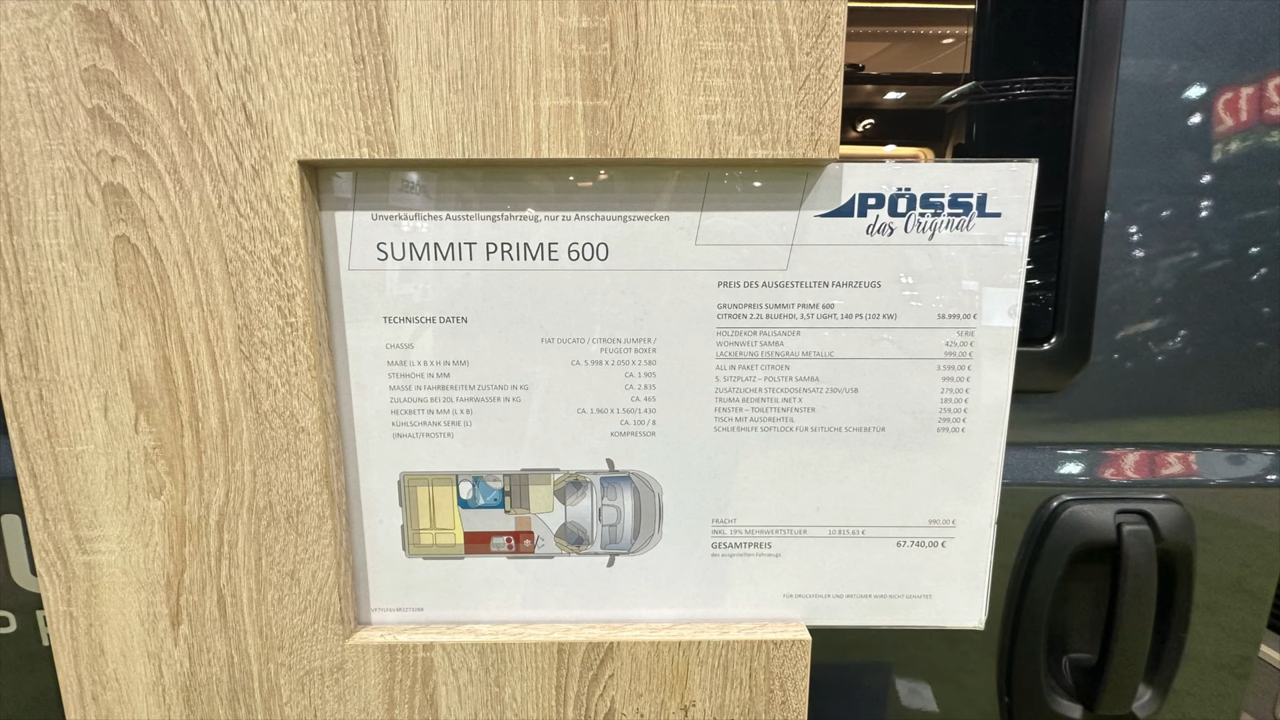 Unverkäufliches Ausstellungsfahrzeug, nur zu Anschauungszwecken
SUMMIT PRIME 600
PÖSSL
das Original
TECHNISCHE DATEN
CHASSIS FIAT DUCATO / CITROEN JUMPER /
PEUGEOT BOXER
MAßE (L X B X H IN MM) CA. 5.998 X 2.050 X 2.580
STEHHÖHE IN MM CA. 1.905
MASSE IN FAHRBEREITEM ZUSTAND IN KG CA. 2.835
ZULADUNG BEI 20L FAHRWASSER IN KG CA. 465
HECKBETT IN MM (L X B) CA. 1.960 X 1.560/1.430
KÜHLSCHRANK SERIE (L) CA. 100 / 8
(INHALT/FROSTER) KOMPRESSOR
PREIS DES AUSGESTELLTEN FAHRZEUGS
GRUNDPREIS SUMMIT PRIME 600
CITROEN 2.2L BLUEHDI, 3,5T LIGHT, 140 PS (102 KW) 58.999,00 €
HOLZDEKOR PALISANDER SERIE
WOHNWELT SAMBA 429,00 €
LACKIERUNG EISENGRAU METALLIC 999,00 €
ALL IN PAKET CITROEN 3.599,00 €
5. SITZPLATZ – POLSTER SAMBA 999,00 €
ZUSÄTZLICHER STECKDOSENSATZ 230V/USB 279,00 €
TRUMA BEDIENTEIL INET X 189,00 €
FENSTER – TOILETTENFENSTER 259,00 €
TISCH MIT AUSDREHTEIL 299,00 €
SCHLIEßHILFE SOFTLOCK FÜR SEITLICHE SCHIEBETÜR 699,00 €
FRACHT 990,00 €
INKL. 19% MEHRWERTSTEUER 10.815,63 €
GESAMTPREIS 67.740,00 €
des ausgestellten Fahrzeugs
FÜR DRUCKFEHLER UND IRRTÜMER WIRD NICHT GEHAFTET.